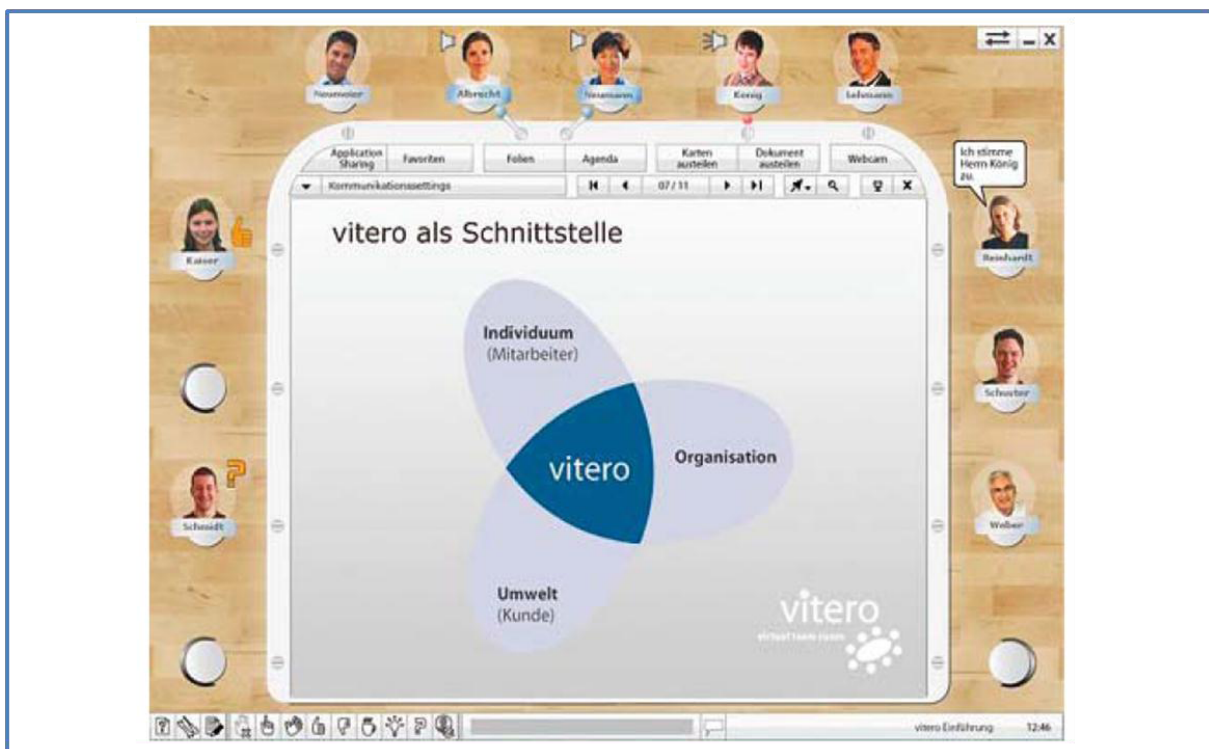 Neumeier
Albrecht
Neumann
König
Lehmann
Application
Sharing
Favoriten
Folien
Agenda
Karten
austeilen
Dokument
austeilen
Webcam
Kommunikationssettings
07/11
Ich stimme
Herrn König
zu.
Kaiser
Reinhardt
Schuster
Schmidt
Weber
vitero als Schnittstelle
Individuum
(Mitarbeiter)
vitero
Organisation
Umwelt
(Kunde)
vitero
virtual team room
vitero Einführung
12:46